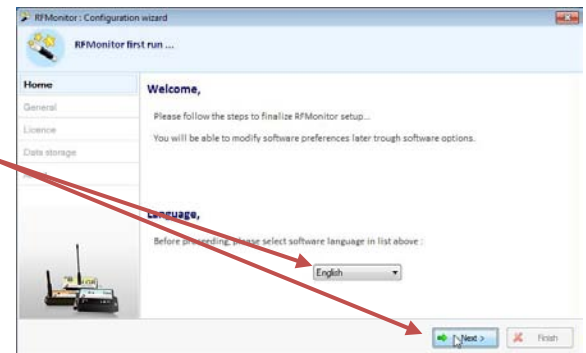 RFMonitor : Configuration wizard
RFMonitor first run ...
Home
General
Licence
Data storage
Welcome,
Please follow the steps to finalize RFMonitor setup...
You will be able to modify software preferences later trough software options.
Language,
Before proceeding, please select software language in list above :
English
Next >
Finish